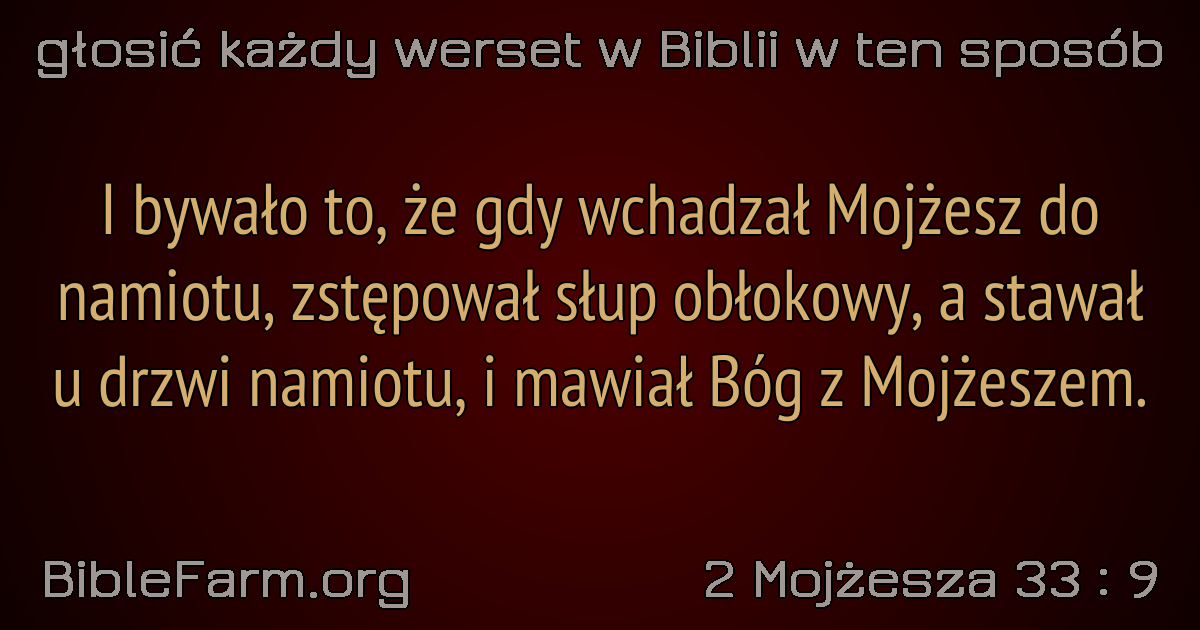 głosić każdy werset w Biblii w ten sposób
I bywało to, że gdy wchadzał Mojżesz do
namiotu, zstępował słup obłokowy, a stawał
u drzwi namiotu, i mawiał Bóg z Mojżeszem.
BibleFarm.org
2 Mojżesza 33 : 9